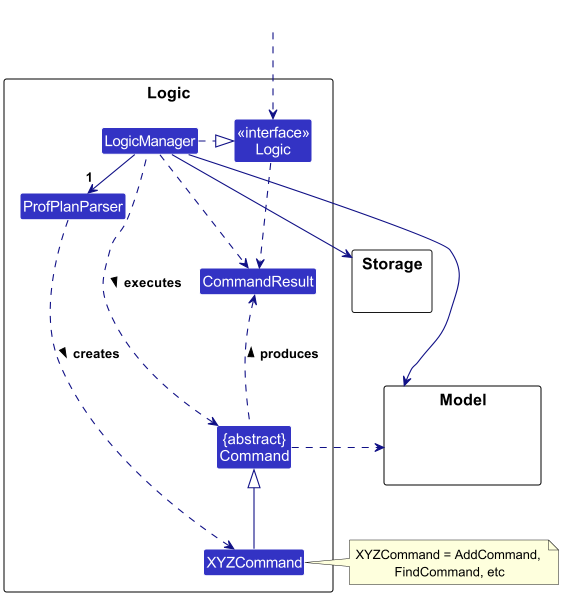 Logic
LogicManager
«interface»
Logic
1
ProfPlanParser
Storage
CommandResult
executes
creates
produces
Model
{abstract}
Command
XYZCommand
XYZCommand = AddCommand,
FindCommand, etc